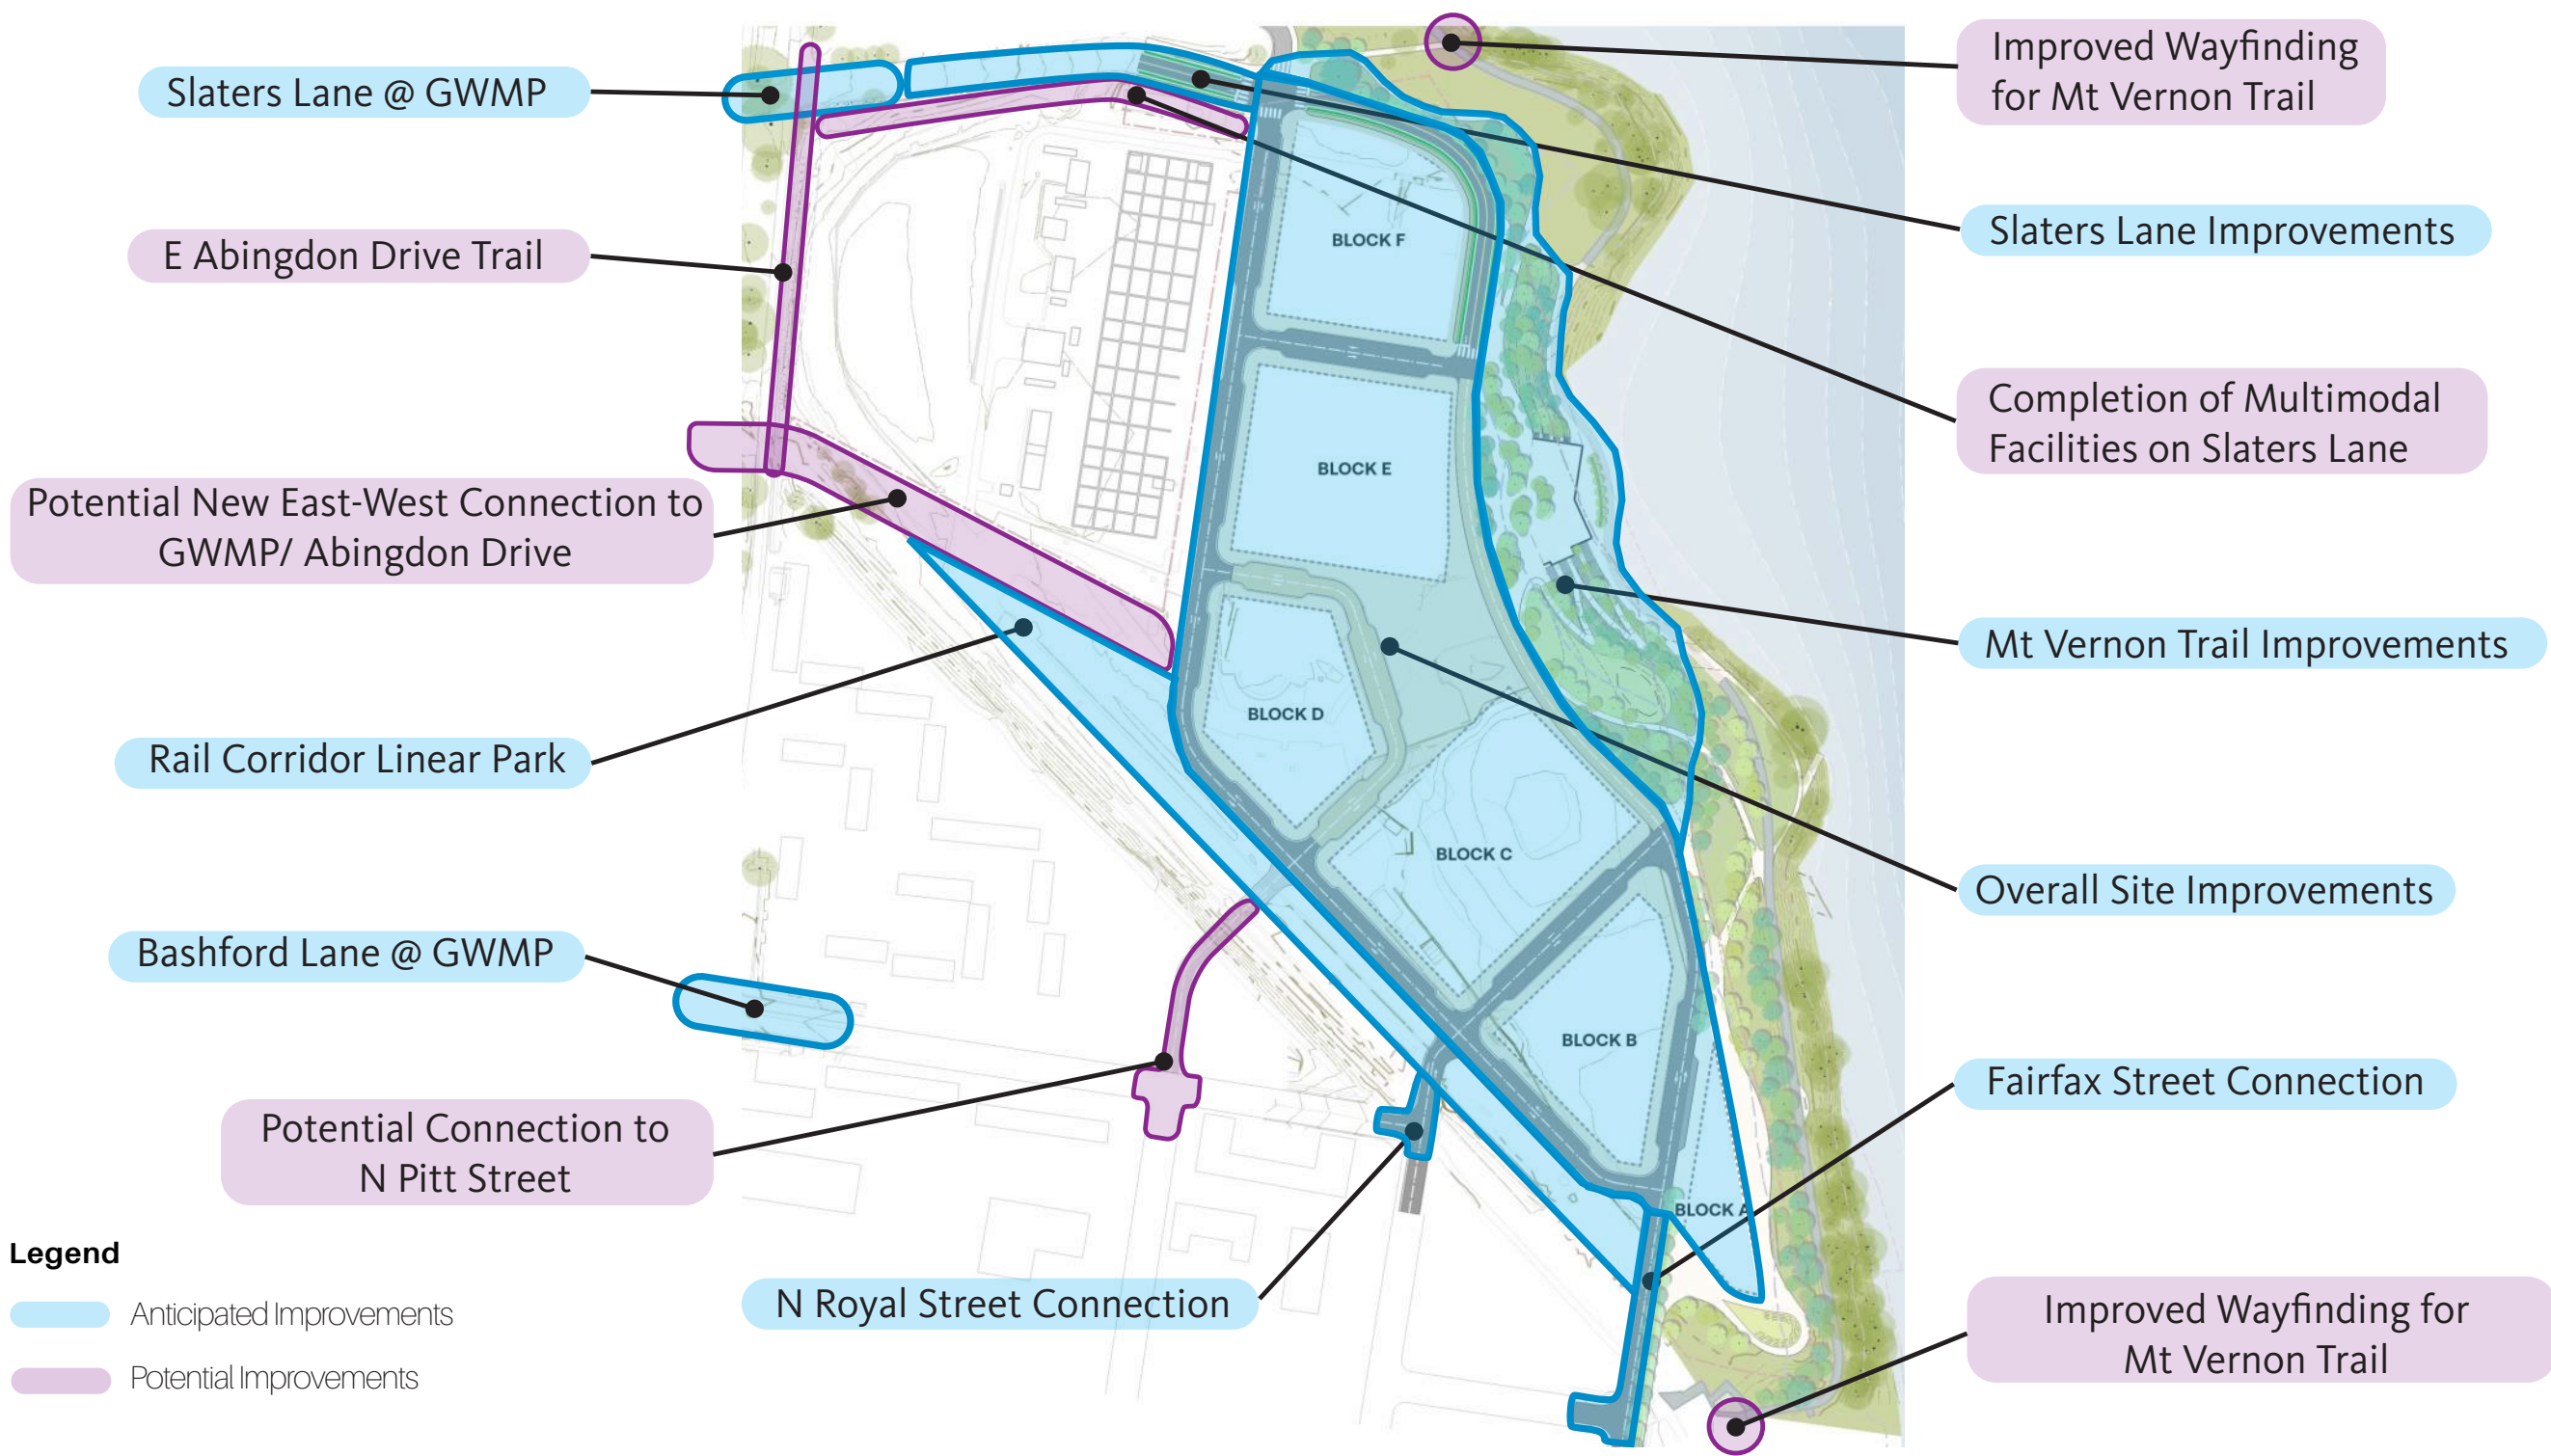 Slaters Lane @ GWMP
E Abingdon Drive Trail
Potential New East-West Connection to
GWMP/ Abingdon Drive
Rail Corridor Linear Park
Bashford Lane @ GWMP
Potential Connection to
N Pitt Street
N Royal Street Connection
Improved Wayfinding
for Mt Vernon Trail
Slaters Lane Improvements
Completion of Multimodal
Facilities on Slaters Lane
Mt Vernon Trail Improvements
Overall Site Improvements
Fairfax Street Connection
Improved Wayfinding for
Mt Vernon Trail
BLOCK F
BLOCK E
BLOCK D
BLOCK C
BLOCK B
BLOCK A
Legend
Anticipated Improvements
Potential Improvements